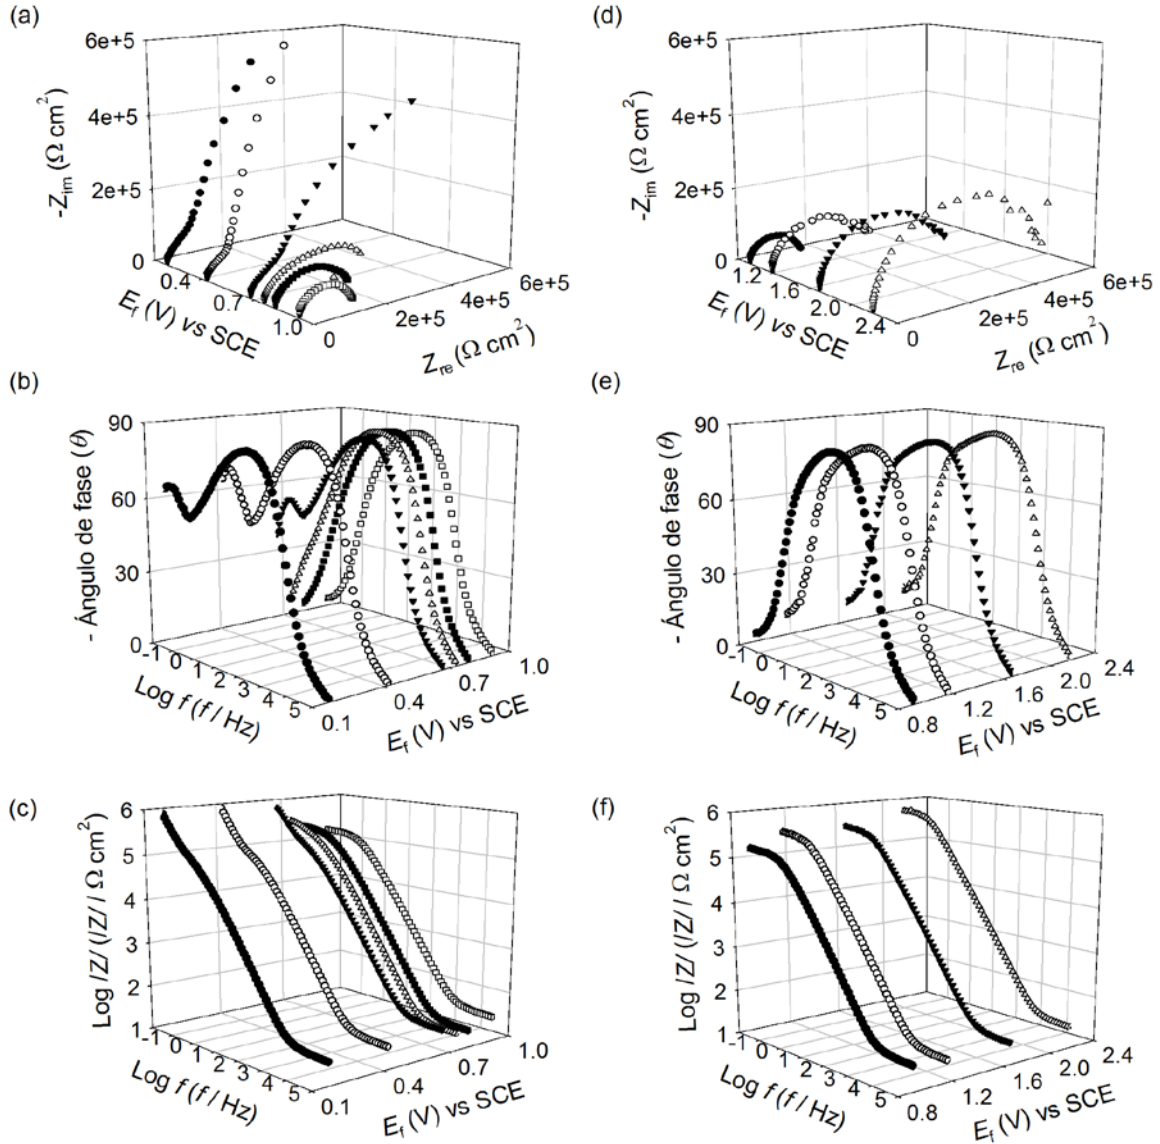 (a)
6e+5
4e+5
2e+5
0
-Z_im (Ω cm²)
0.4
0.7
1.0
E_f (V) vs SCE
0
2e+5
4e+5
6e+5
Z_re (Ω cm²)
(d)
6e+5
4e+5
2e+5
0
-Z_im (Ω cm²)
1.2
1.6
2.0
2.4
E_f (V) vs SCE
0
2e+5
4e+5
6e+5
Z_re (Ω cm²)
(b)
90
60
30
0
- Ángulo de fase (θ)
-1
0
1
2
3
4
5
Log f (f / Hz)
0.1
0.4
0.7
1.0
E_f (V) vs SCE
(e)
90
60
30
0
- Ángulo de fase (θ)
-1
0
1
2
3
4
5
Log f (f / Hz)
0.8
1.2
1.6
2.0
2.4
E_f (V) vs SCE
(c)
6
5
4
3
2
1
Log /Z/ (/Z/ / Ω cm²)
-1
0
1
2
3
4
5
Log f (f / Hz)
0.1
0.4
0.7
1.0
E_f (V) vs SCE
(f)
6
5
4
3
2
1
Log /Z/ (/Z/ / Ω cm²)
-1
0
1
2
3
4
5
Log f (f / Hz)
0.8
1.2
1.6
2.0
2.4
E_f (V) vs SCE